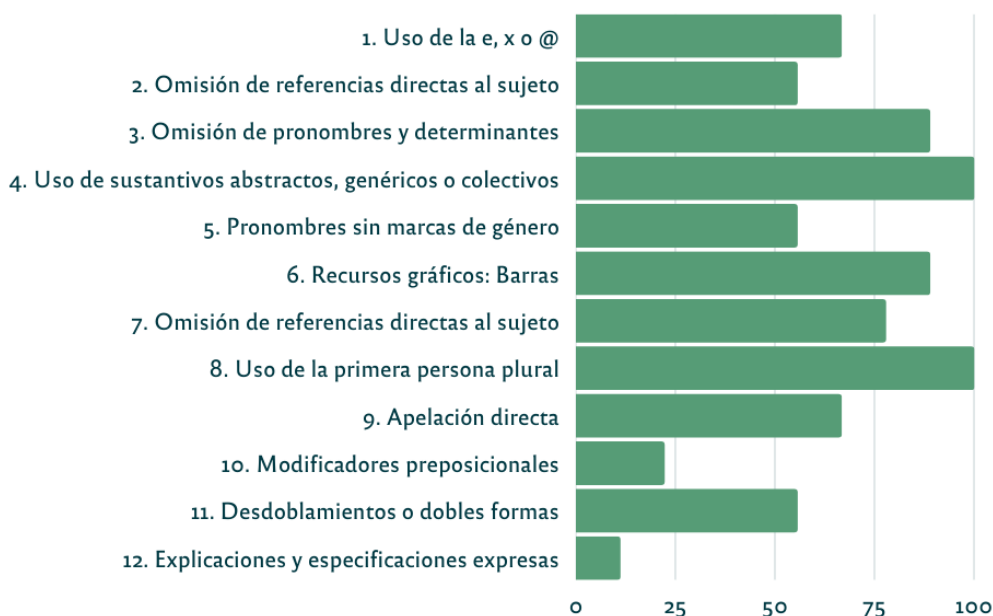 1. Uso de la e, x o @
2. Omisión de referencias directas al sujeto
3. Omisión de pronombres y determinantes
4. Uso de sustantivos abstractos, genéricos o colectivos
5. Pronombres sin marcas de género
6. Recursos gráficos: Barras
7. Omisión de referencias directas al sujeto
8. Uso de la primera persona plural
9. Apelación directa
10. Modificadores preposicionales
11. Desdoblamientos o dobles formas
12. Explicaciones y especificaciones expresas
0 25 50 75 100